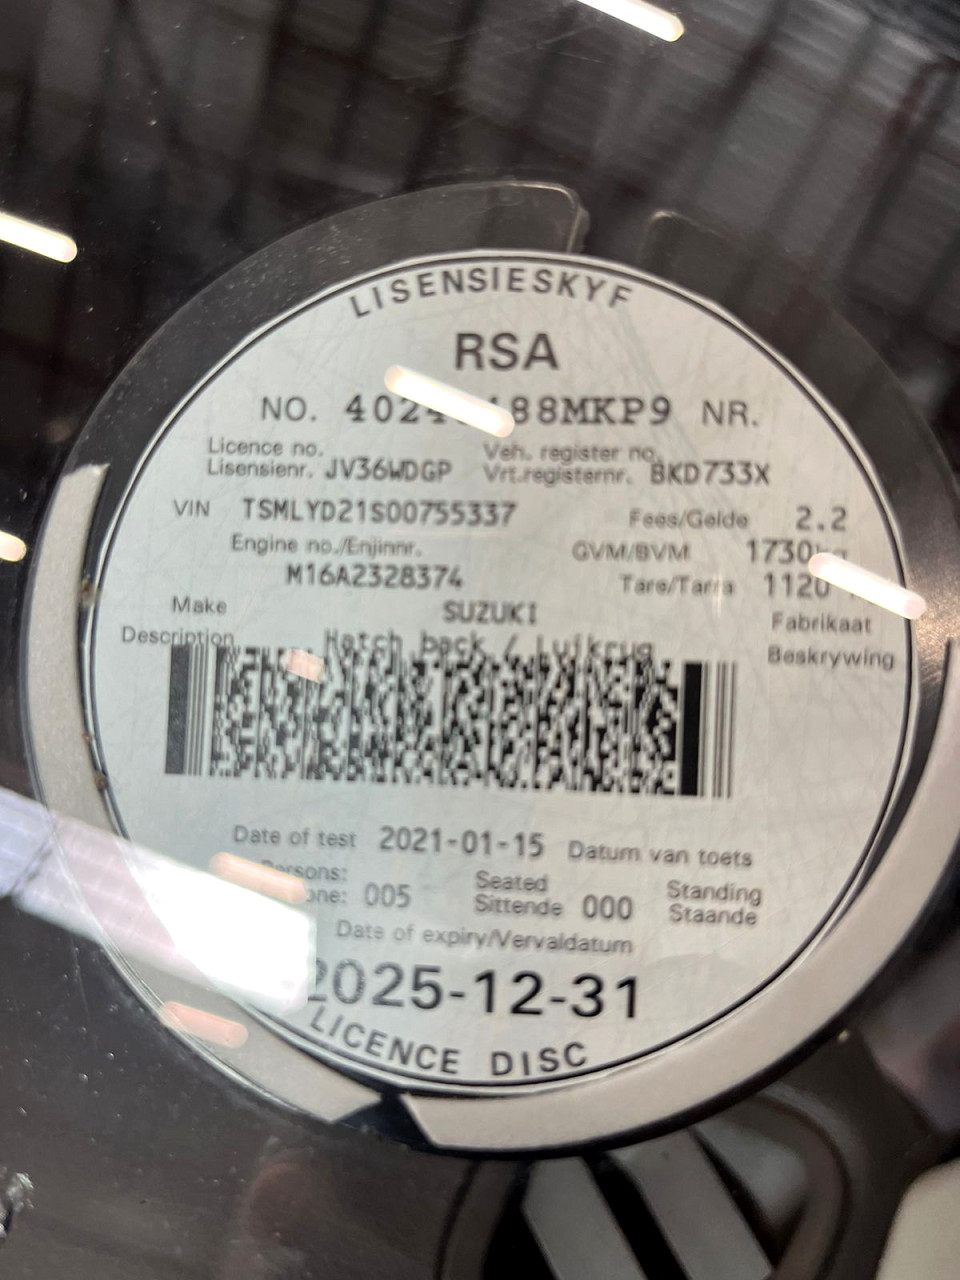 LISENSIESKYF
RSA
NO. NR.
Licence no. Veh. register no.
Lisensienr. JV36WDGP Vrt.registernr. BKD733X
VIN TSMLYD21S00755337 Fees/Gelde 2.2
Engine no./Enjinnr. GVM/BVM 1730kg
M16A2328374 Tare/Tarra 1120
Make SUZUKI Fabrikaat
Description Hatch back / Luikrug Beskrywing
Date of test 2021-01-15 Datum van toets
Persons: Seated Standing
005 Sittende 000 Staande
Date of expiry/Vervaldatum
2025-12-31
LICENCE DISC